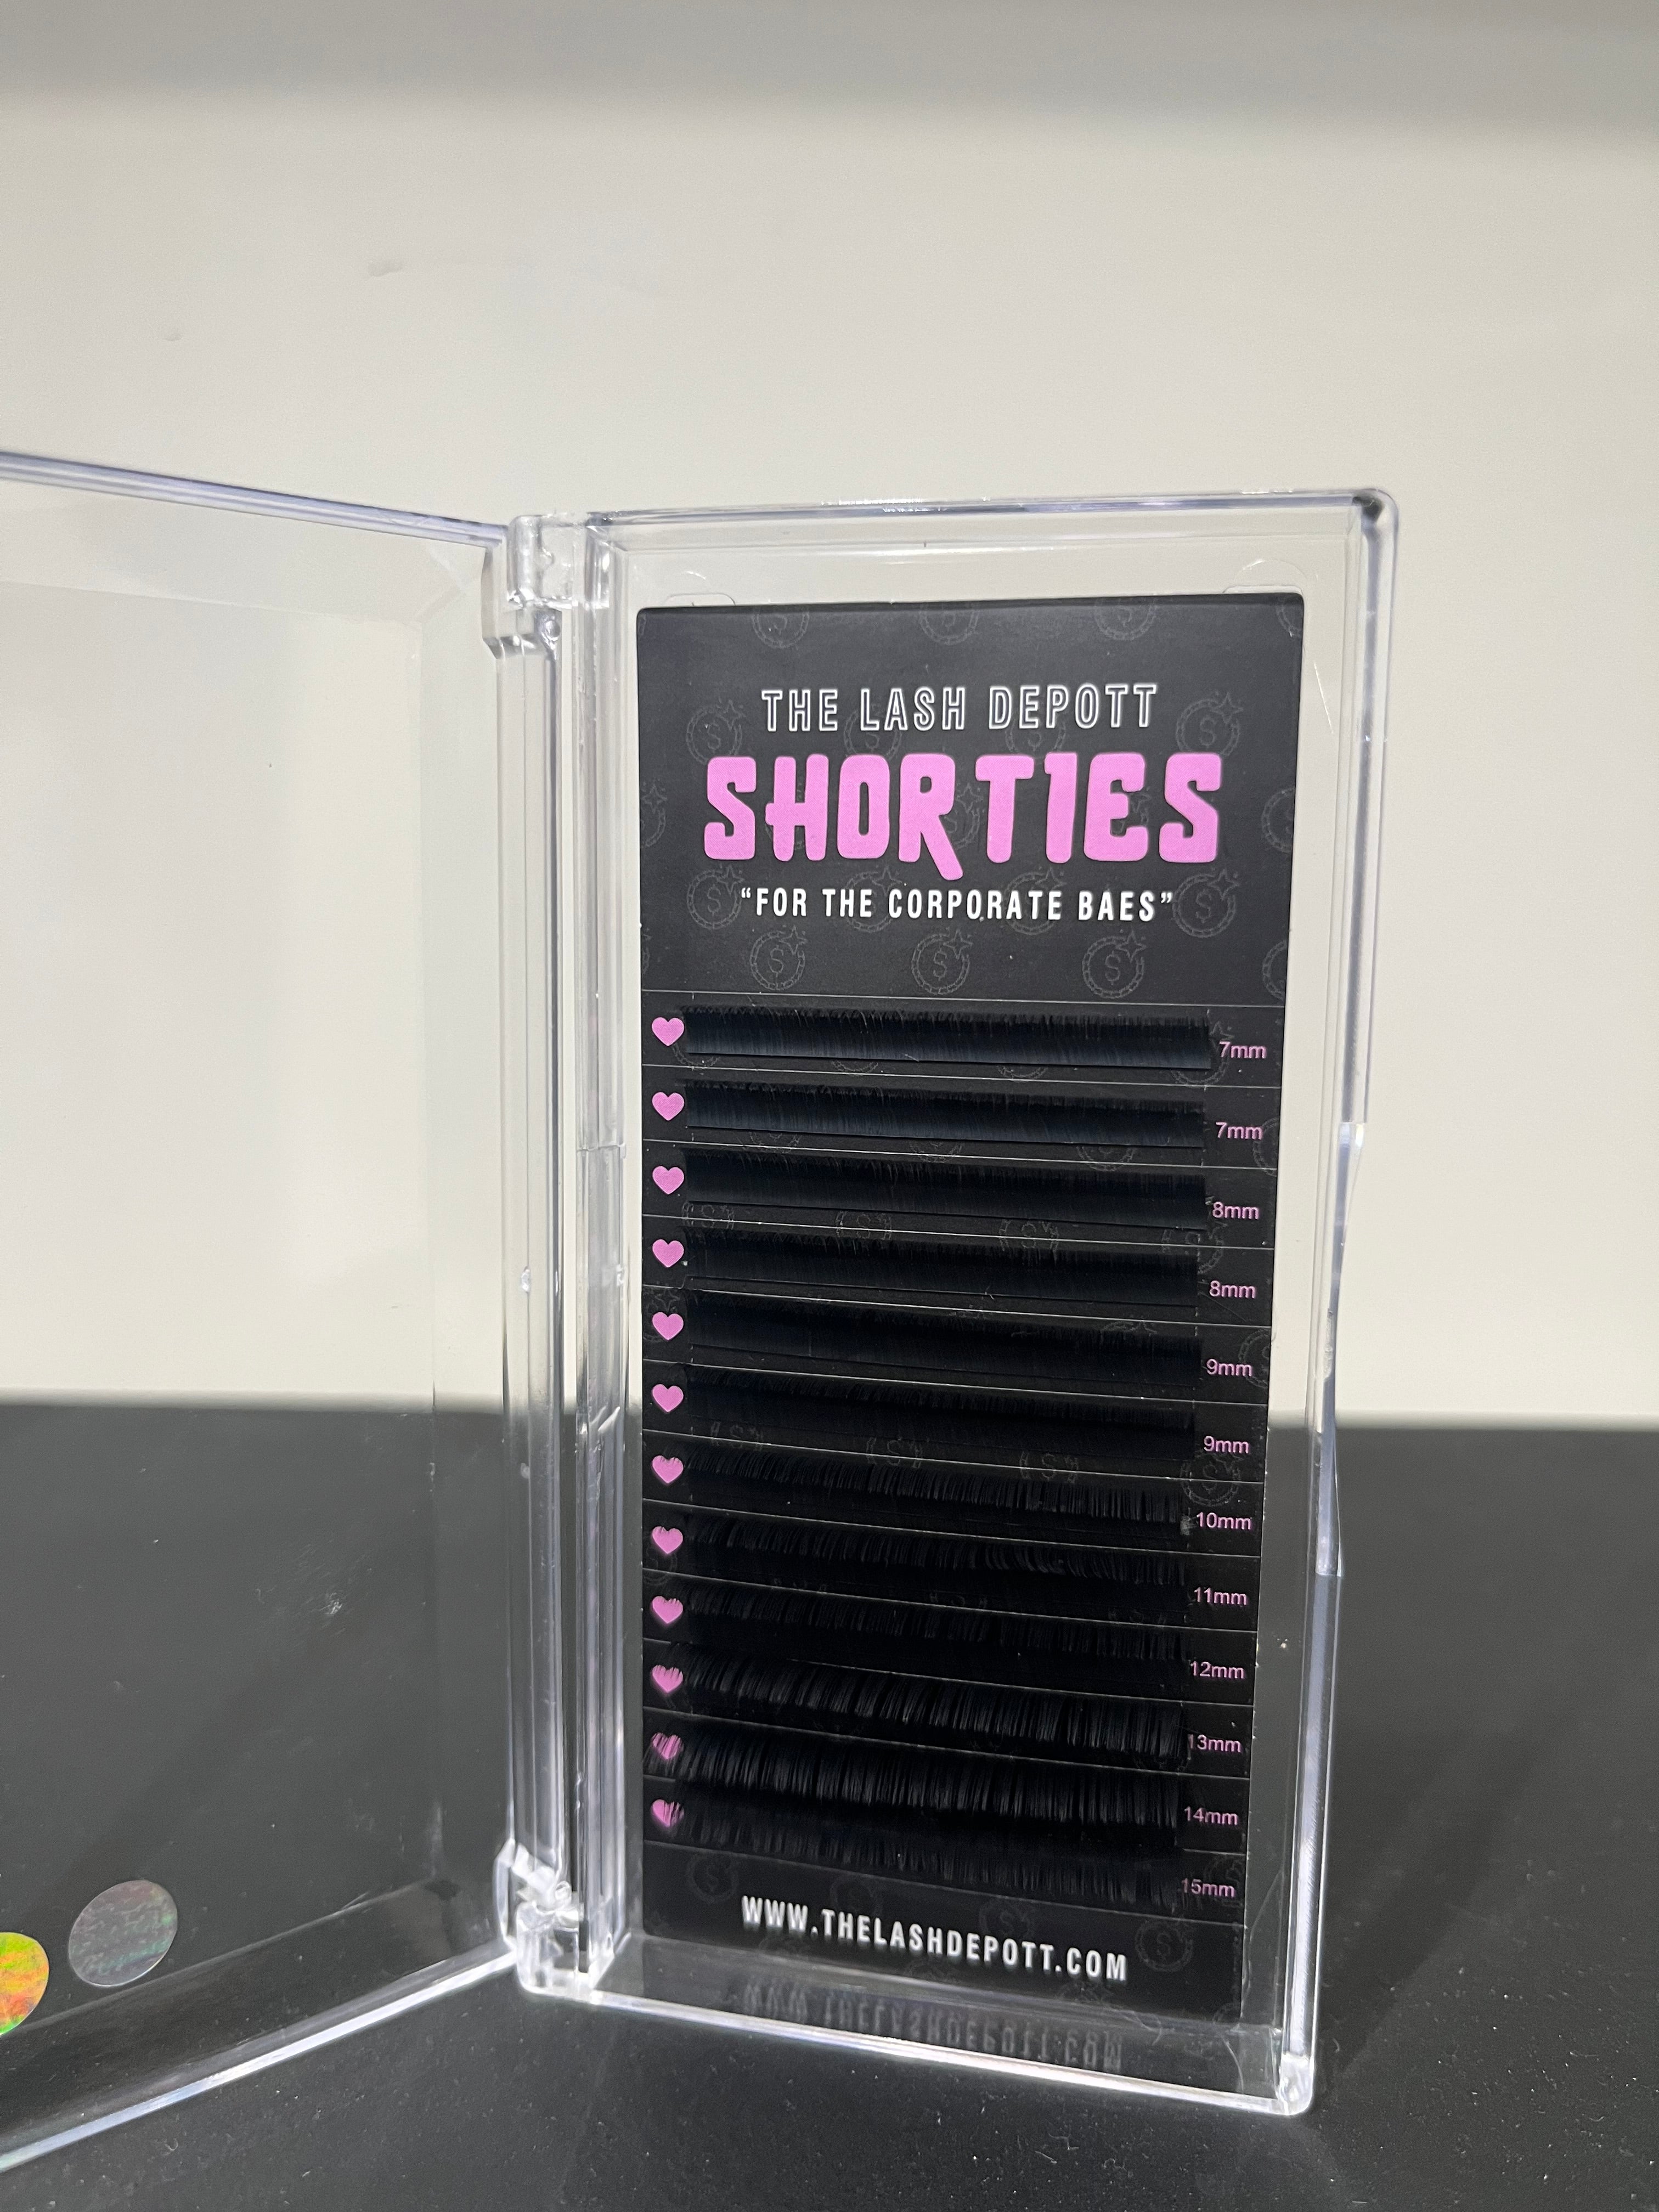 THE LASH DEPOTT
SHORTIES
“FOR THE CORPORATE BAES”
7mm
7mm
8mm
8mm
9mm
9mm
10mm
11mm
12mm
13mm
14mm
15mm
WWW.THELASHDEPOTT.COM